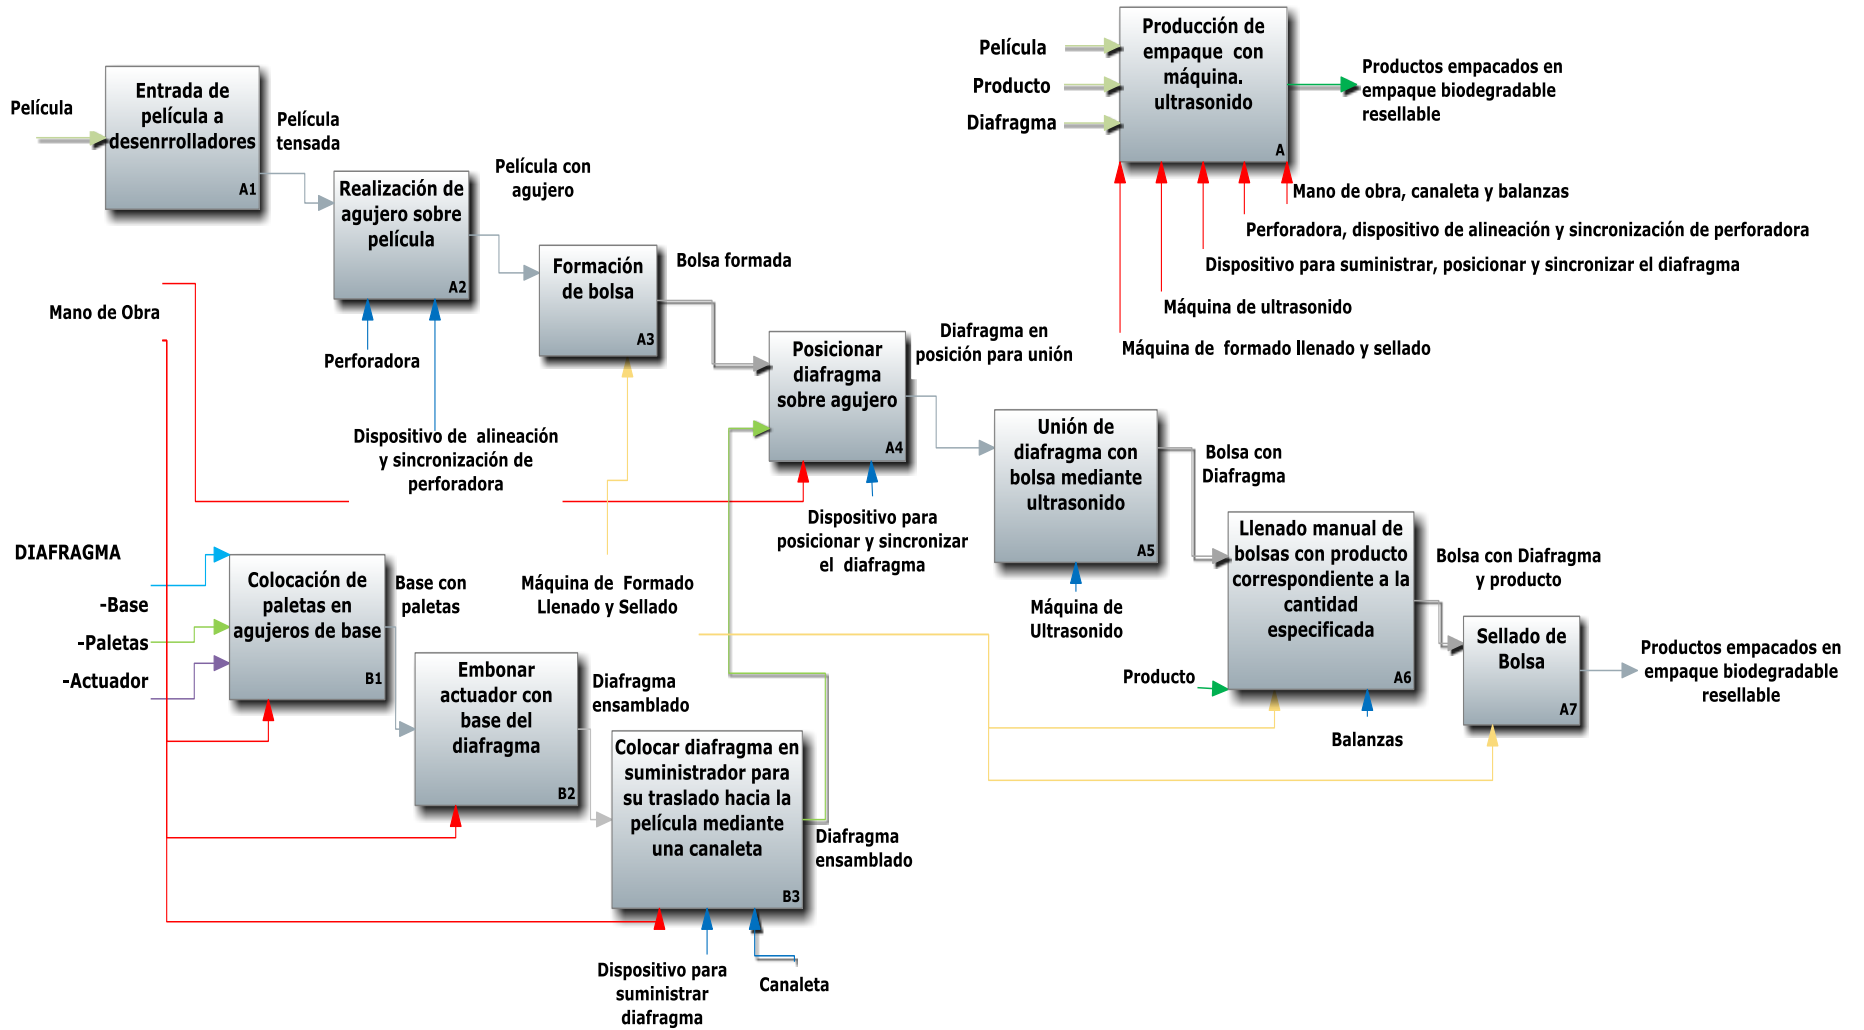 Película
Entrada de
película a
desenrrolladores
A1
Película
tensada
Realización de
agujero sobre
película
A2
Perforadora
Dispositivo de alineación
y sincronización de
perforadora
Película con
agujero
Formación
de bolsa
A3
Bolsa formada
Mano de Obra
Posicionar
diafragma
sobre agujero
A4
Diafragma en
posición para unión
Dispositivo para
posicionar y sincronizar
el diafragma
Unión de
diafragma con
bolsa mediante
ultrasonido
A5
Máquina de
Ultrasonido
Bolsa con
Diafragma
Llenado manual de
bolsas con producto
correspondiente a la
cantidad
especificada
A6
Producto
Balanzas
Bolsa con Diafragma
y producto
Sellado de
Bolsa
A7
Productos empacados en
empaque biodegradable
resellable
Máquina de Formado
Llenado y Sellado
DIAFRAGMA
-Base
-Paletas
-Actuador
Colocación de
paletas en
agujeros de base
B1
Base con
paletas
Embonar
actuador con
base del
diafragma
B2
Diafragma
ensamblado
Colocar diafragma en
suministrador para
su traslado hacia la
película mediante
una canaleta
B3
Diafragma
ensamblado
Dispositivo para
suministrar
diafragma
Canaleta
Película
Producto
Diafragma
Producción de
empaque con
máquina.
ultrasonido
A
Productos empacados en
empaque biodegradable
resellable
Mano de obra, canaleta y balanzas
Perforadora, dispositivo de alineación y sincronización de perforadora
Dispositivo para suministrar, posicionar y sincronizar el diafragma
Máquina de ultrasonido
Máquina de formado llenado y sellado